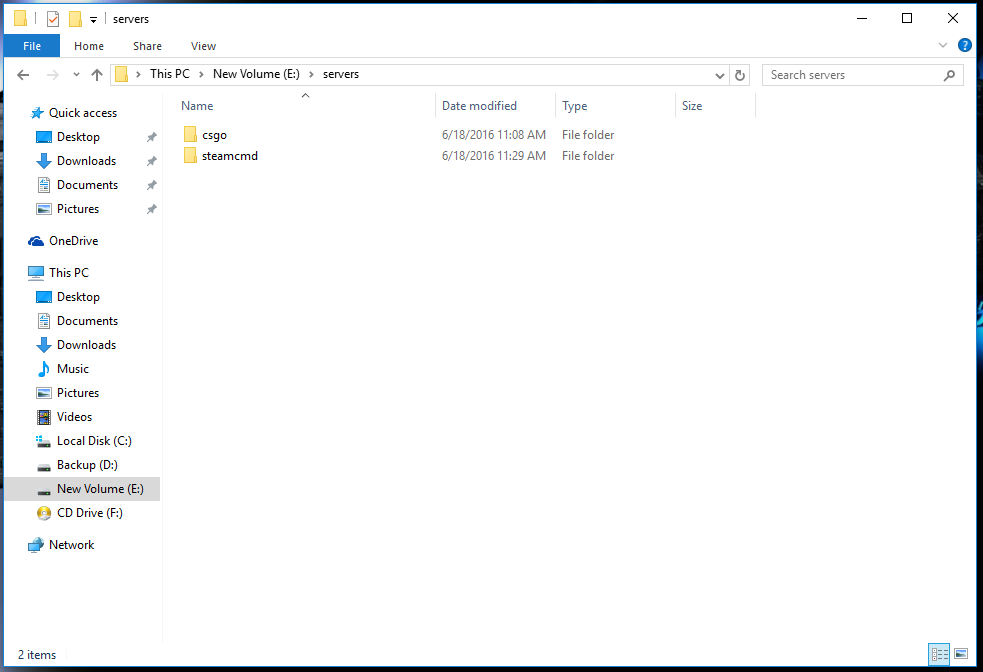 servers
File Home Share View
This PC New Volume (E:) servers Search servers
Name Date modified Type Size
csgo 6/18/2016 11:08 AM File folder
steamcmd 6/18/2016 11:29 AM File folder
Quick access
Desktop
Downloads
Documents
Pictures
OneDrive
This PC
Desktop
Documents
Downloads
Music
Pictures
Videos
Local Disk (C:)
Backup (D:)
New Volume (E:)
CD Drive (F:)
Network
2 items